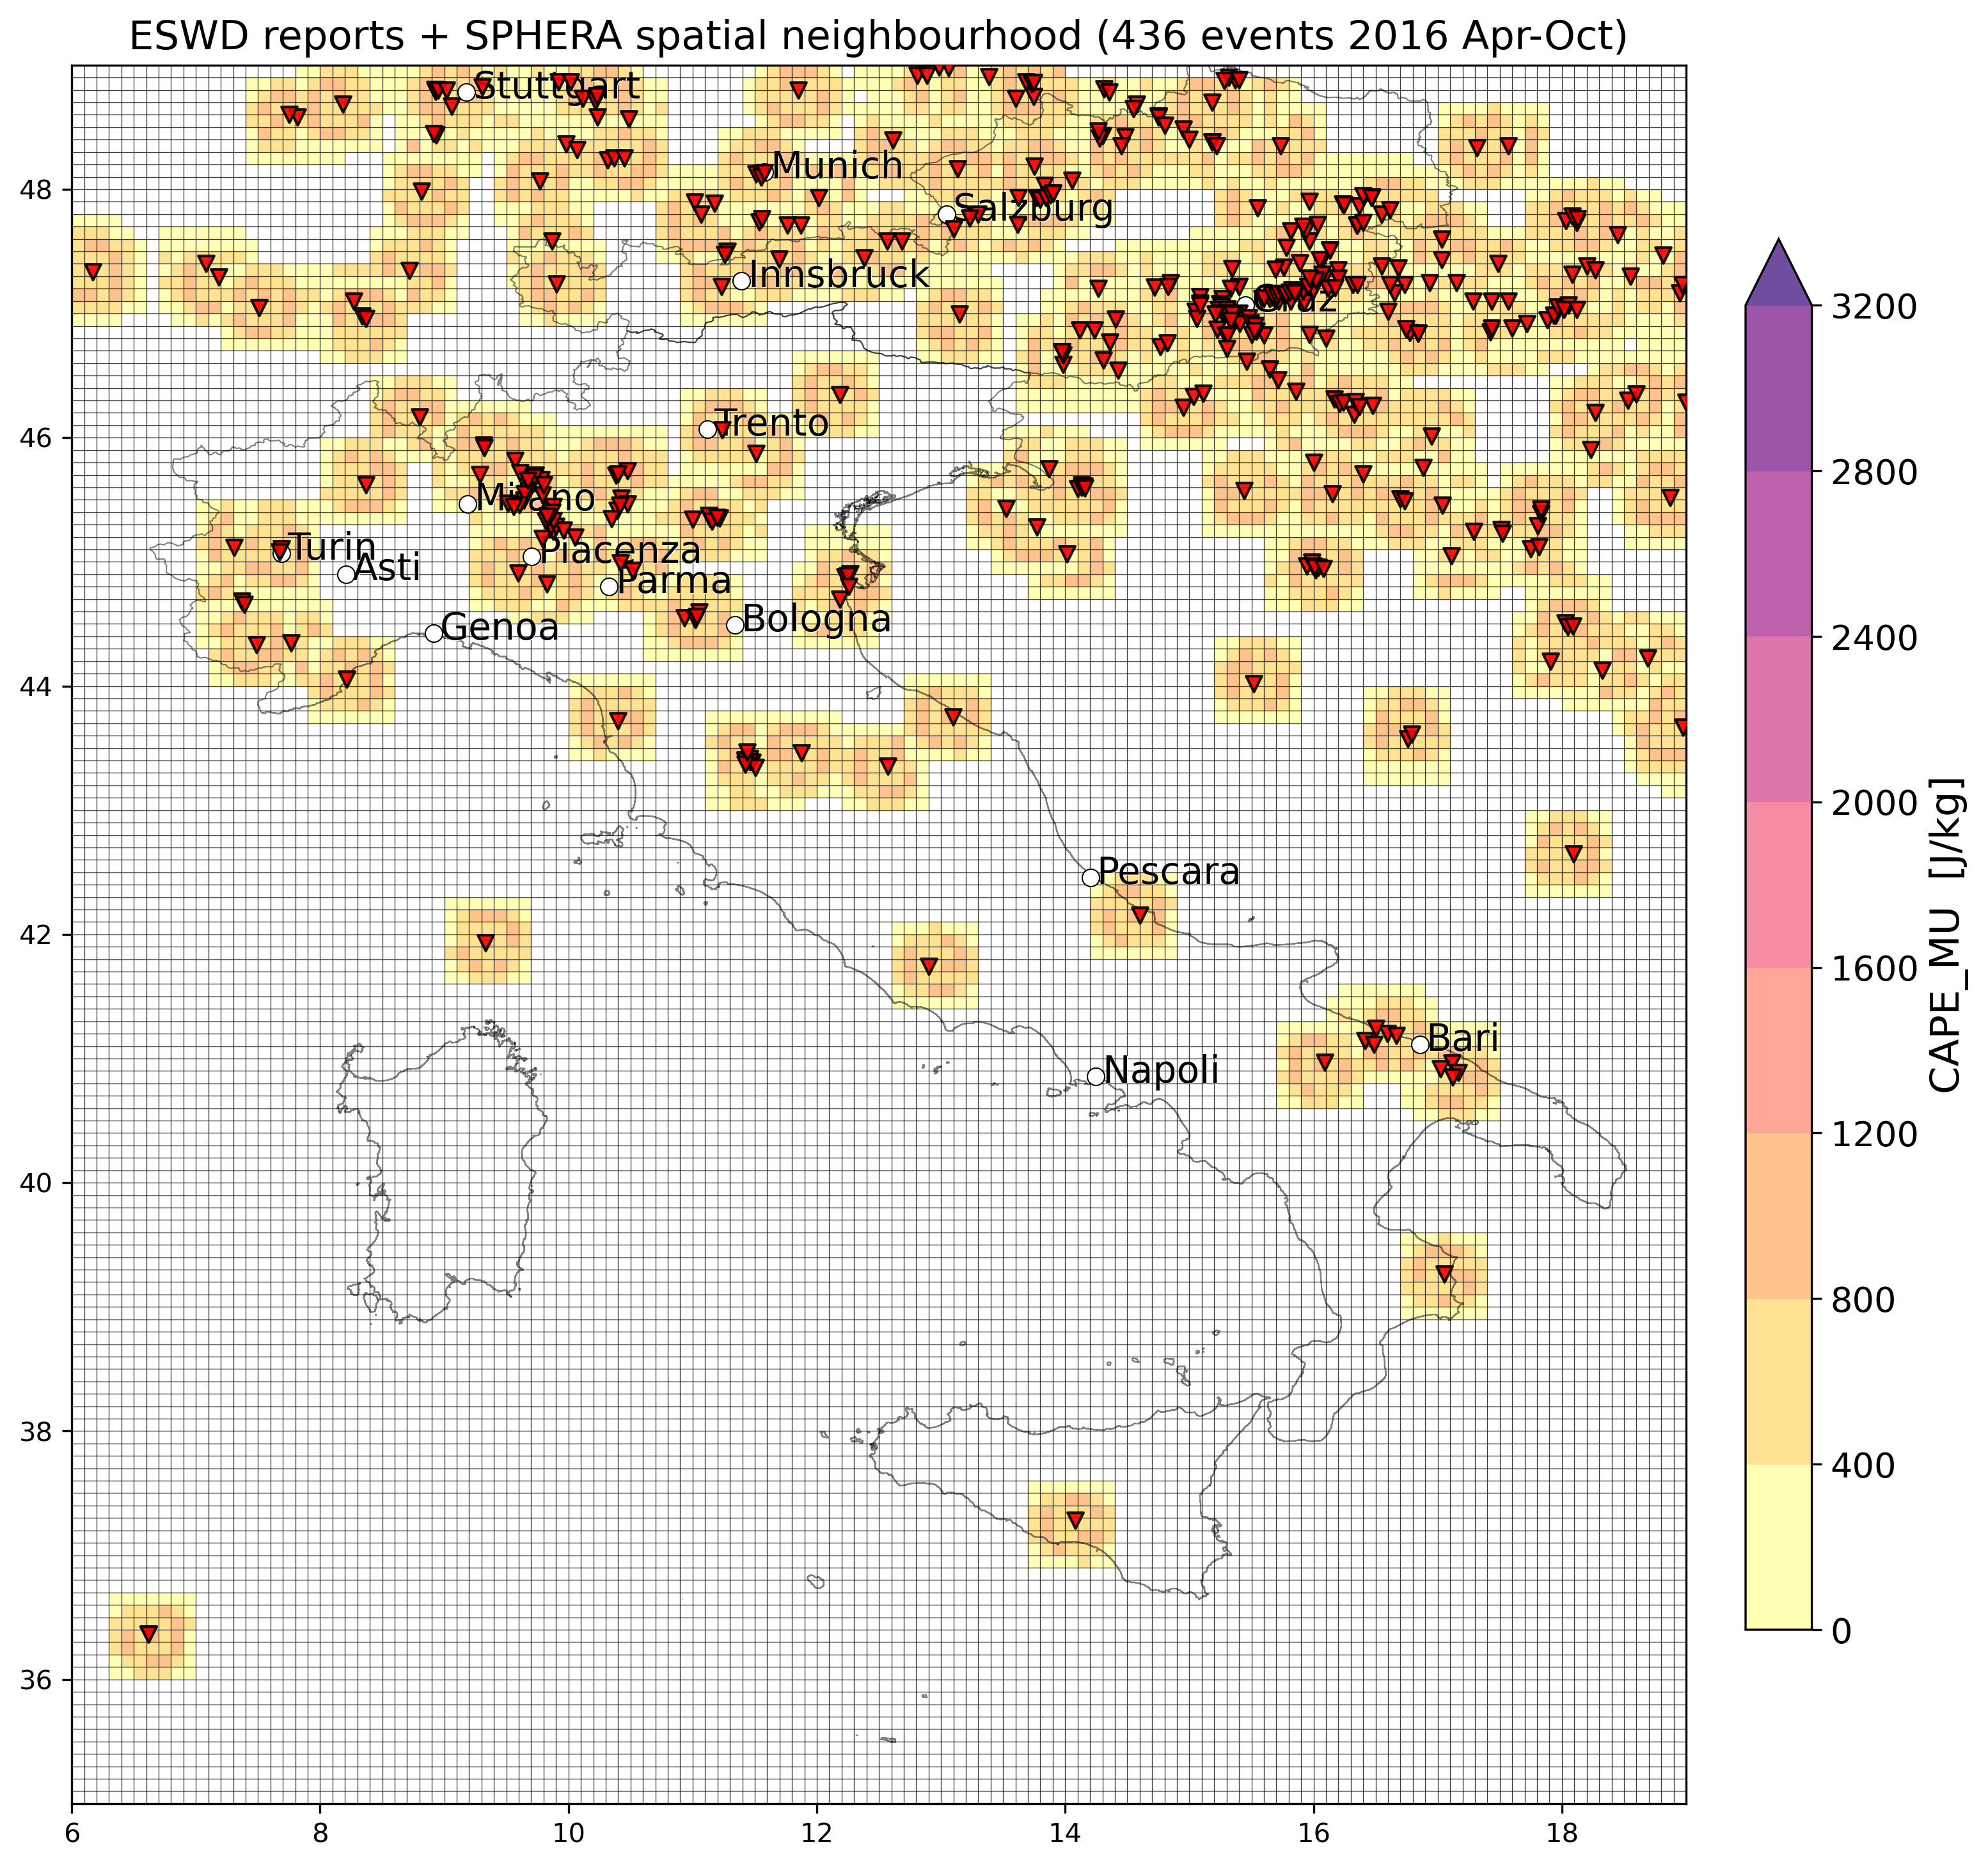 ESWD reports + SPHERA spatial neighbourhood (436 events 2016 Apr-Oct)
Stuttgart
Munich
Salzburg
Innsbruck
Graz
Trento
Milano
Turin
Piacenza
Asti
Parma
Genoa
Bologna
Pescara
Bari
Napoli
48
46
44
42
40
38
36
6 8 10 12 14 16 18
3200
2800
2400
2000
1600
1200
800
400
0
CAPE_MU [J/kg]